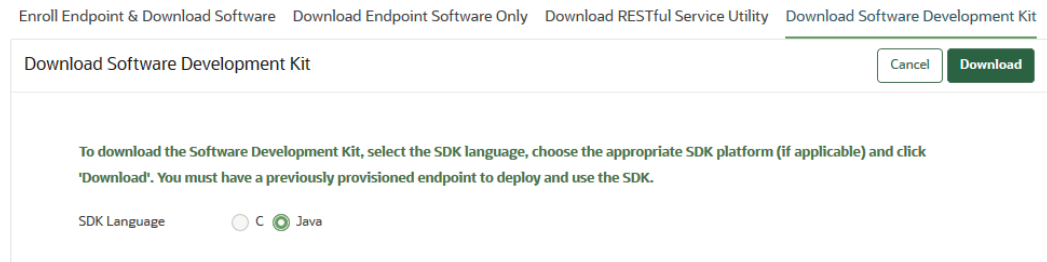 Enroll Endpoint & Download Software Download Endpoint Software Only Download RESTful Service Utility Download Software Development Kit
Download Software Development Kit Cancel Download
To download the Software Development Kit, select the SDK language, choose the appropriate SDK platform (if applicable) and click
'Download'. You must have a previously provisioned endpoint to deploy and use the SDK.
SDK Language C Java